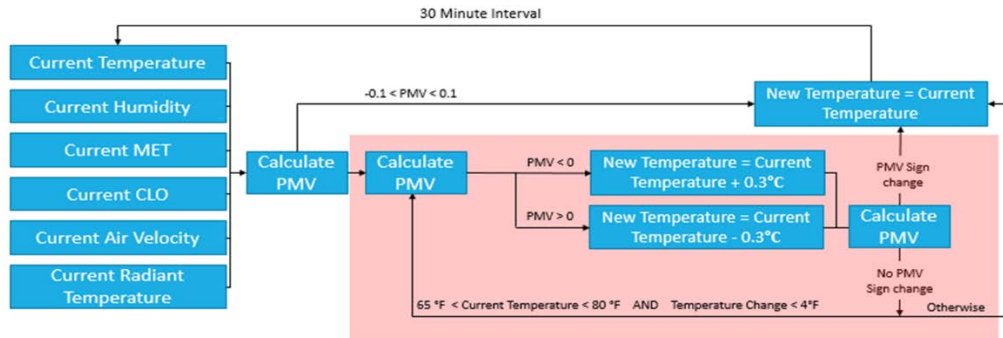 30 Minute Interval
Current Temperature
Current Humidity
Current MET
Current CLO
Current Air Velocity
Current Radiant
Temperature
Calculate
PMV
-0.1 < PMV < 0.1
New Temperature = Current
Temperature
Calculate
PMV
PMV < 0
New Temperature = Current
Temperature + 0.3°C
PMV > 0
New Temperature = Current
Temperature - 0.3°C
PMV Sign
change
Calculate
PMV
No PMV
Sign change
65 °F < Current Temperature < 80 °F AND Temperature Change < 4°F
Otherwise